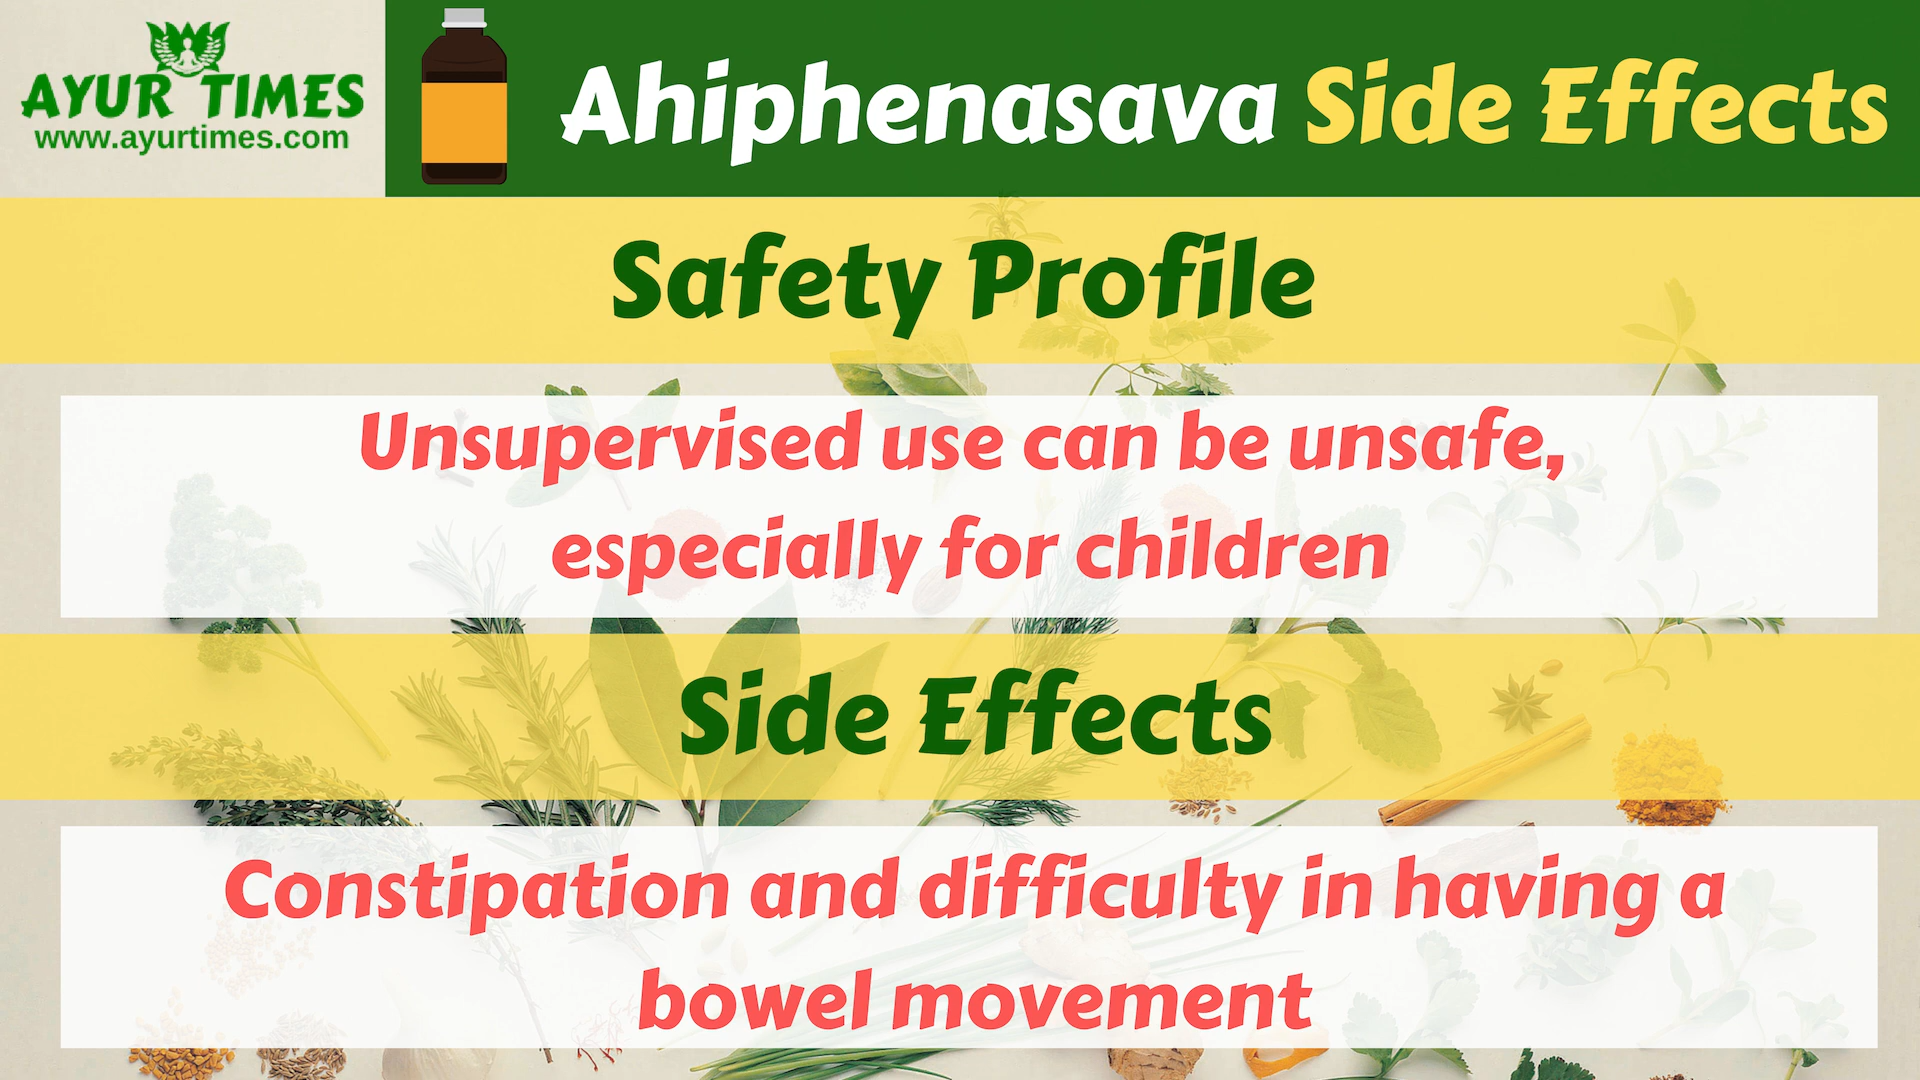 AYUR TIMES
www.ayurtimes.com
Ahiphenasava Side Effects
Safety Profile
Unsupervised use can be unsafe,
especially for children
Side Effects
Constipation and difficulty in having a
bowel movement